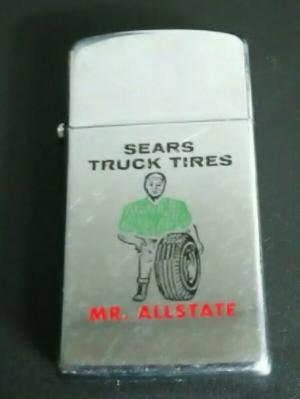 SEARS
TRUCK TIRES
MR. ALLSTATE